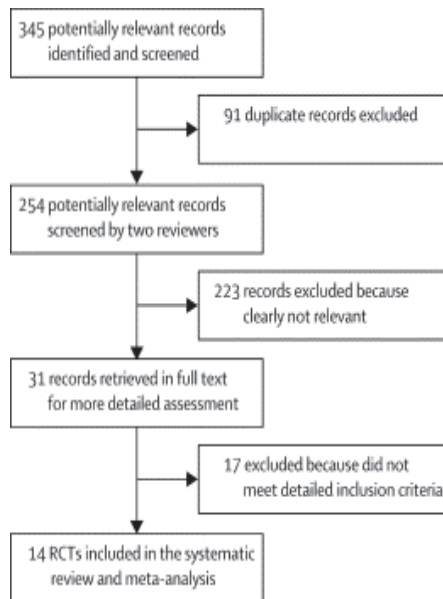 345 potentially relevant records
identified and screened
91 duplicate records excluded
254 potentially relevant records
screened by two reviewers
223 records excluded because
clearly not relevant
31 records retrieved in full text
for more detailed assessment
17 excluded because did not
meet detailed inclusion criteria
14 RCTs included in the systematic
review and meta-analysis